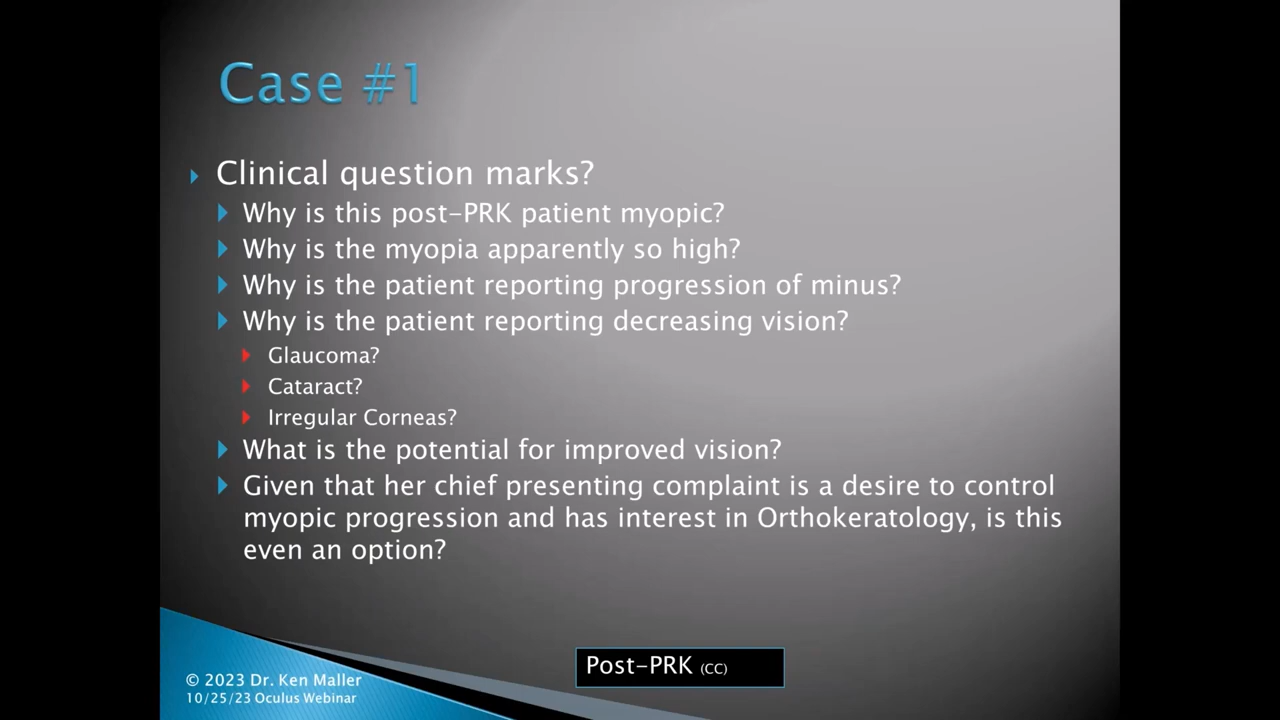 Case #1
Clinical question marks?
Why is this post-PRK patient myopic?
Why is the myopia apparently so high?
Why is the patient reporting progression of minus?
Why is the patient reporting decreasing vision?
Glaucoma?
Cataract?
Irregular Corneas?
What is the potential for improved vision?
Given that her chief presenting complaint is a desire to control
myopic progression and has interest in Orthokeratology, is this
even an option?
Post-PRK (CC)
© 2023 Dr. Ken Maller
10/25/23 Oculus Webinar